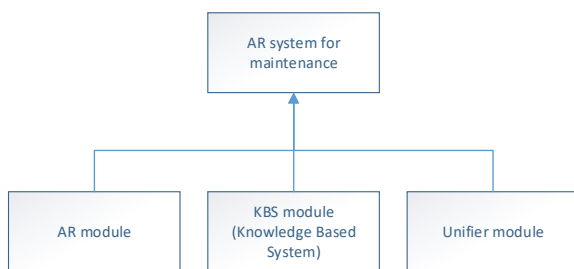 AR system for
maintenance
AR module
KBS module
(Knowledge Based
System)
Unifier module